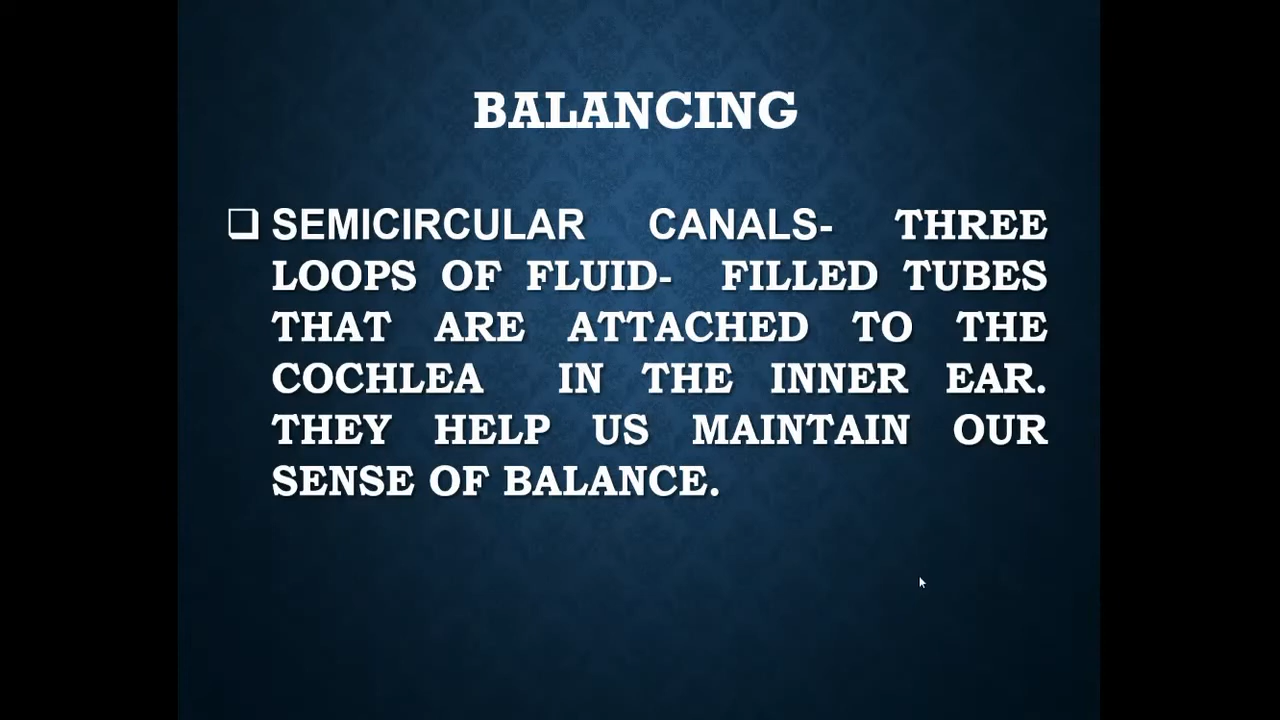 BALANCING
SEMICIRCULAR CANALS- THREE
LOOPS OF FLUID- FILLED TUBES
THAT ARE ATTACHED TO THE
COCHLEA IN THE INNER EAR.
THEY HELP US MAINTAIN OUR
SENSE OF BALANCE.